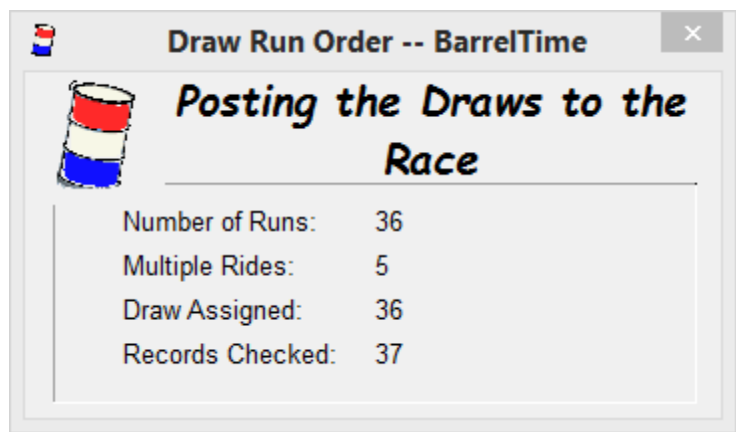 Draw Run Order -- BarrelTime
Posting the Draws to the
Race
Number of Runs: 36
Multiple Rides: 5
Draw Assigned: 36
Records Checked: 37